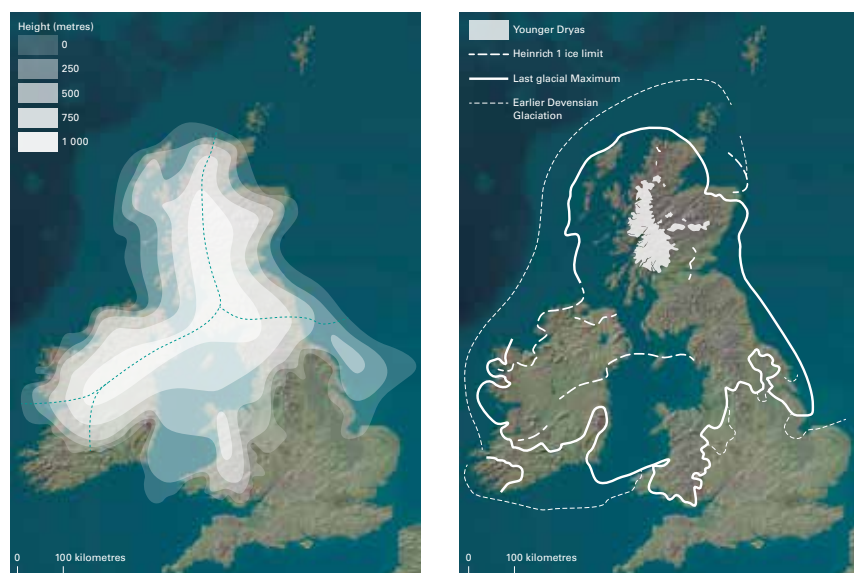 Height (metres)
0
250
500
750
1 000
0
100 kilometres
Younger Dryas
Heinrich 1 ice limit
Last glacial Maximum
Earlier Devensian
Glaciation
0
100 kilometres